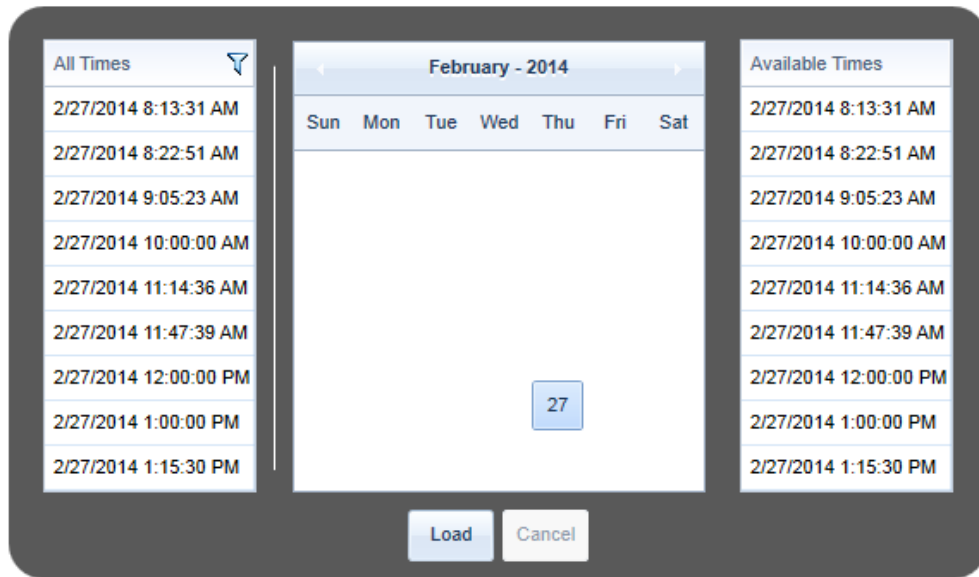 All Times
2/27/2014 8:13:31 AM
2/27/2014 8:22:51 AM
2/27/2014 9:05:23 AM
2/27/2014 10:00:00 AM
2/27/2014 11:14:36 AM
2/27/2014 11:47:39 AM
2/27/2014 12:00:00 PM
2/27/2014 1:00:00 PM
2/27/2014 1:15:30 PM
February - 2014
Sun Mon Tue Wed Thu Fri Sat
27
Available Times
2/27/2014 8:13:31 AM
2/27/2014 8:22:51 AM
2/27/2014 9:05:23 AM
2/27/2014 10:00:00 AM
2/27/2014 11:14:36 AM
2/27/2014 11:47:39 AM
2/27/2014 12:00:00 PM
2/27/2014 1:00:00 PM
2/27/2014 1:15:30 PM
Load Cancel